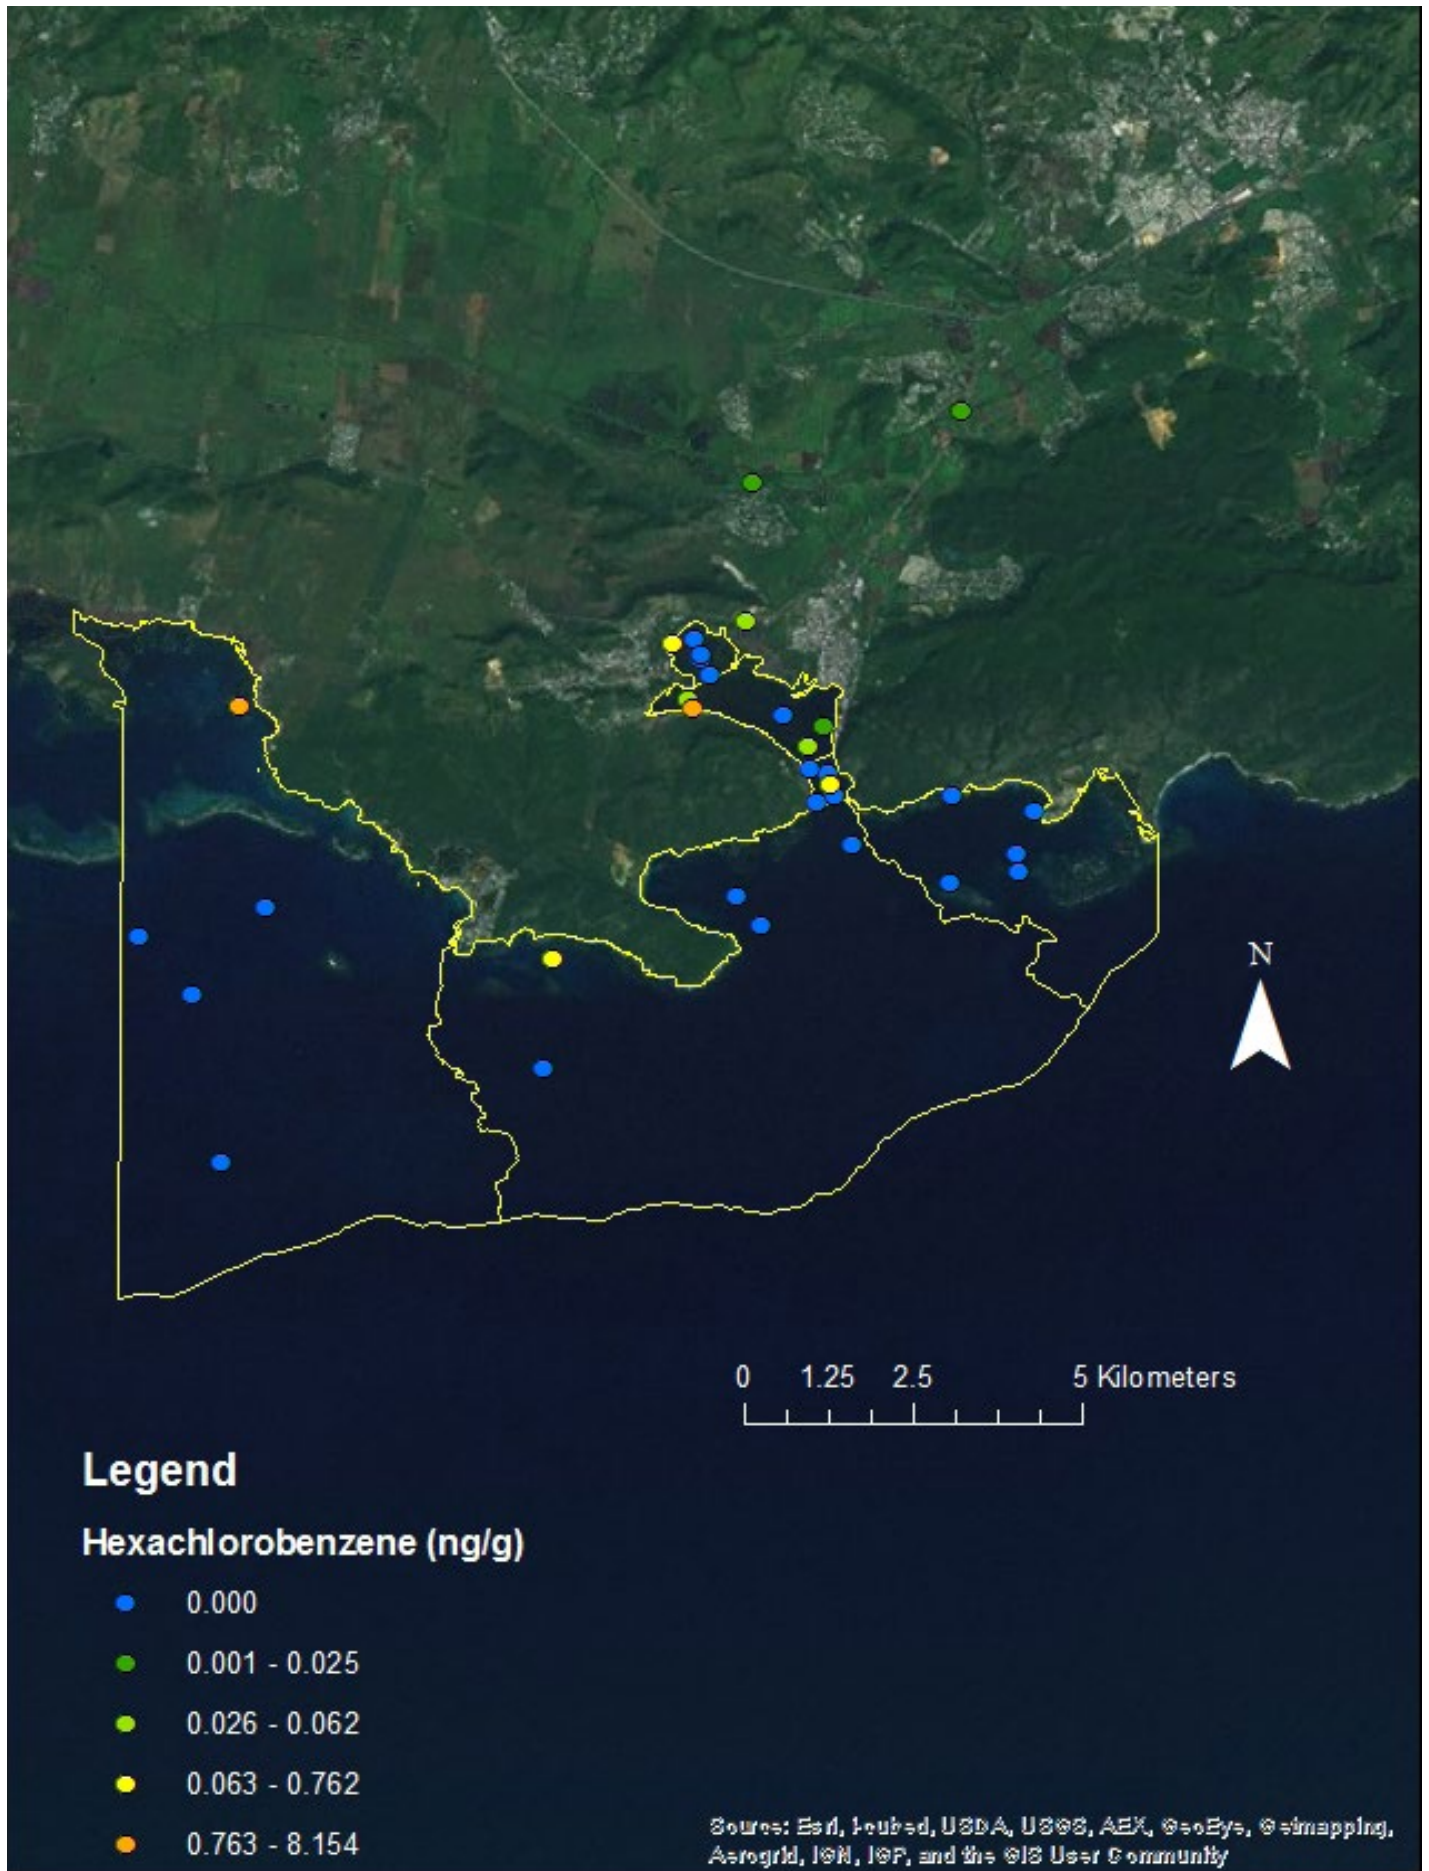 N
0 1.25 2.5 5 Kilometers
Legend
Hexachlorobenzene (ng/g)
0.000
0.001 - 0.025
0.026 - 0.062
0.063 - 0.762
0.763 - 8.154
Source: Esri, i-cubed, USDA, USGS, AEX, GeoEye, Getmapping,
Aerogrid, IGN, IGP, and the GIS User Community